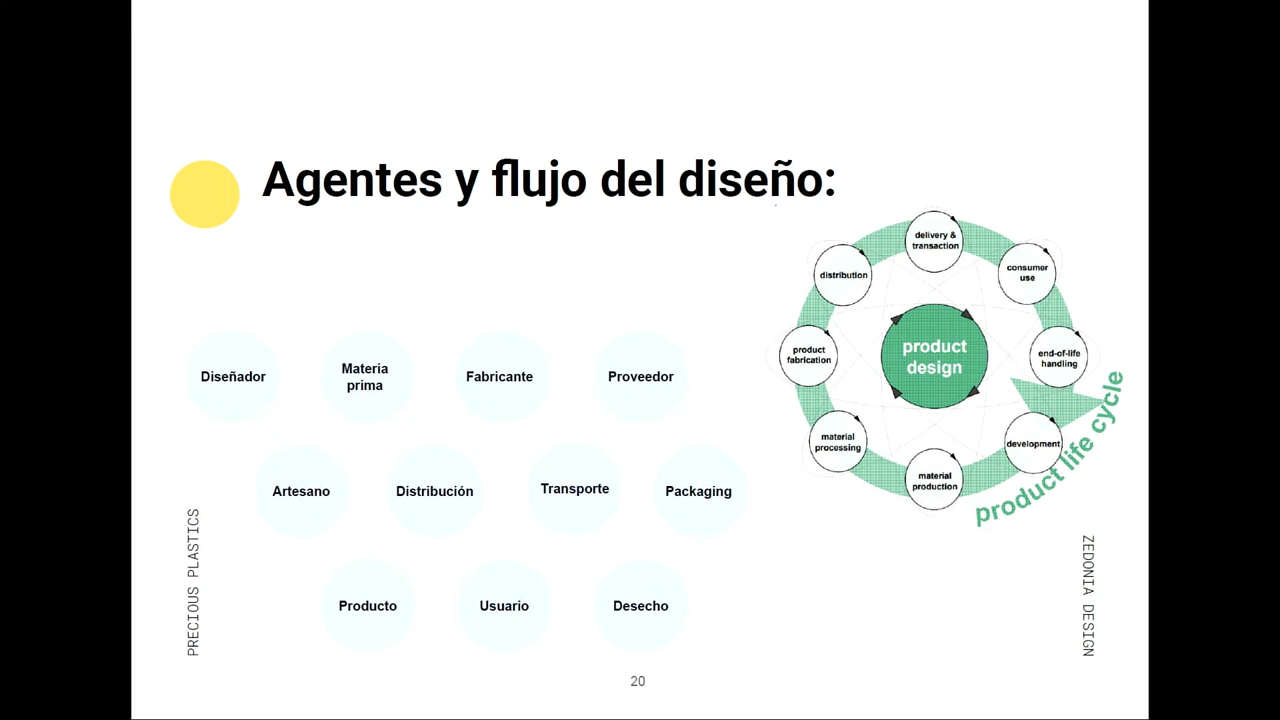 Agentes y flujo del diseño:
Diseñador
Materia
prima
Fabricante
Proveedor
Artesano
Distribución
Transporte
Packaging
Producto
Usuario
Desecho
delivery &
transaction
consumer
use
end-of-life
handling
development
material
production
material
processing
product
fabrication
distribution
product
design
product life cycle
PRECIOUS PLASTICS
ZEDONIA DESIGN
20